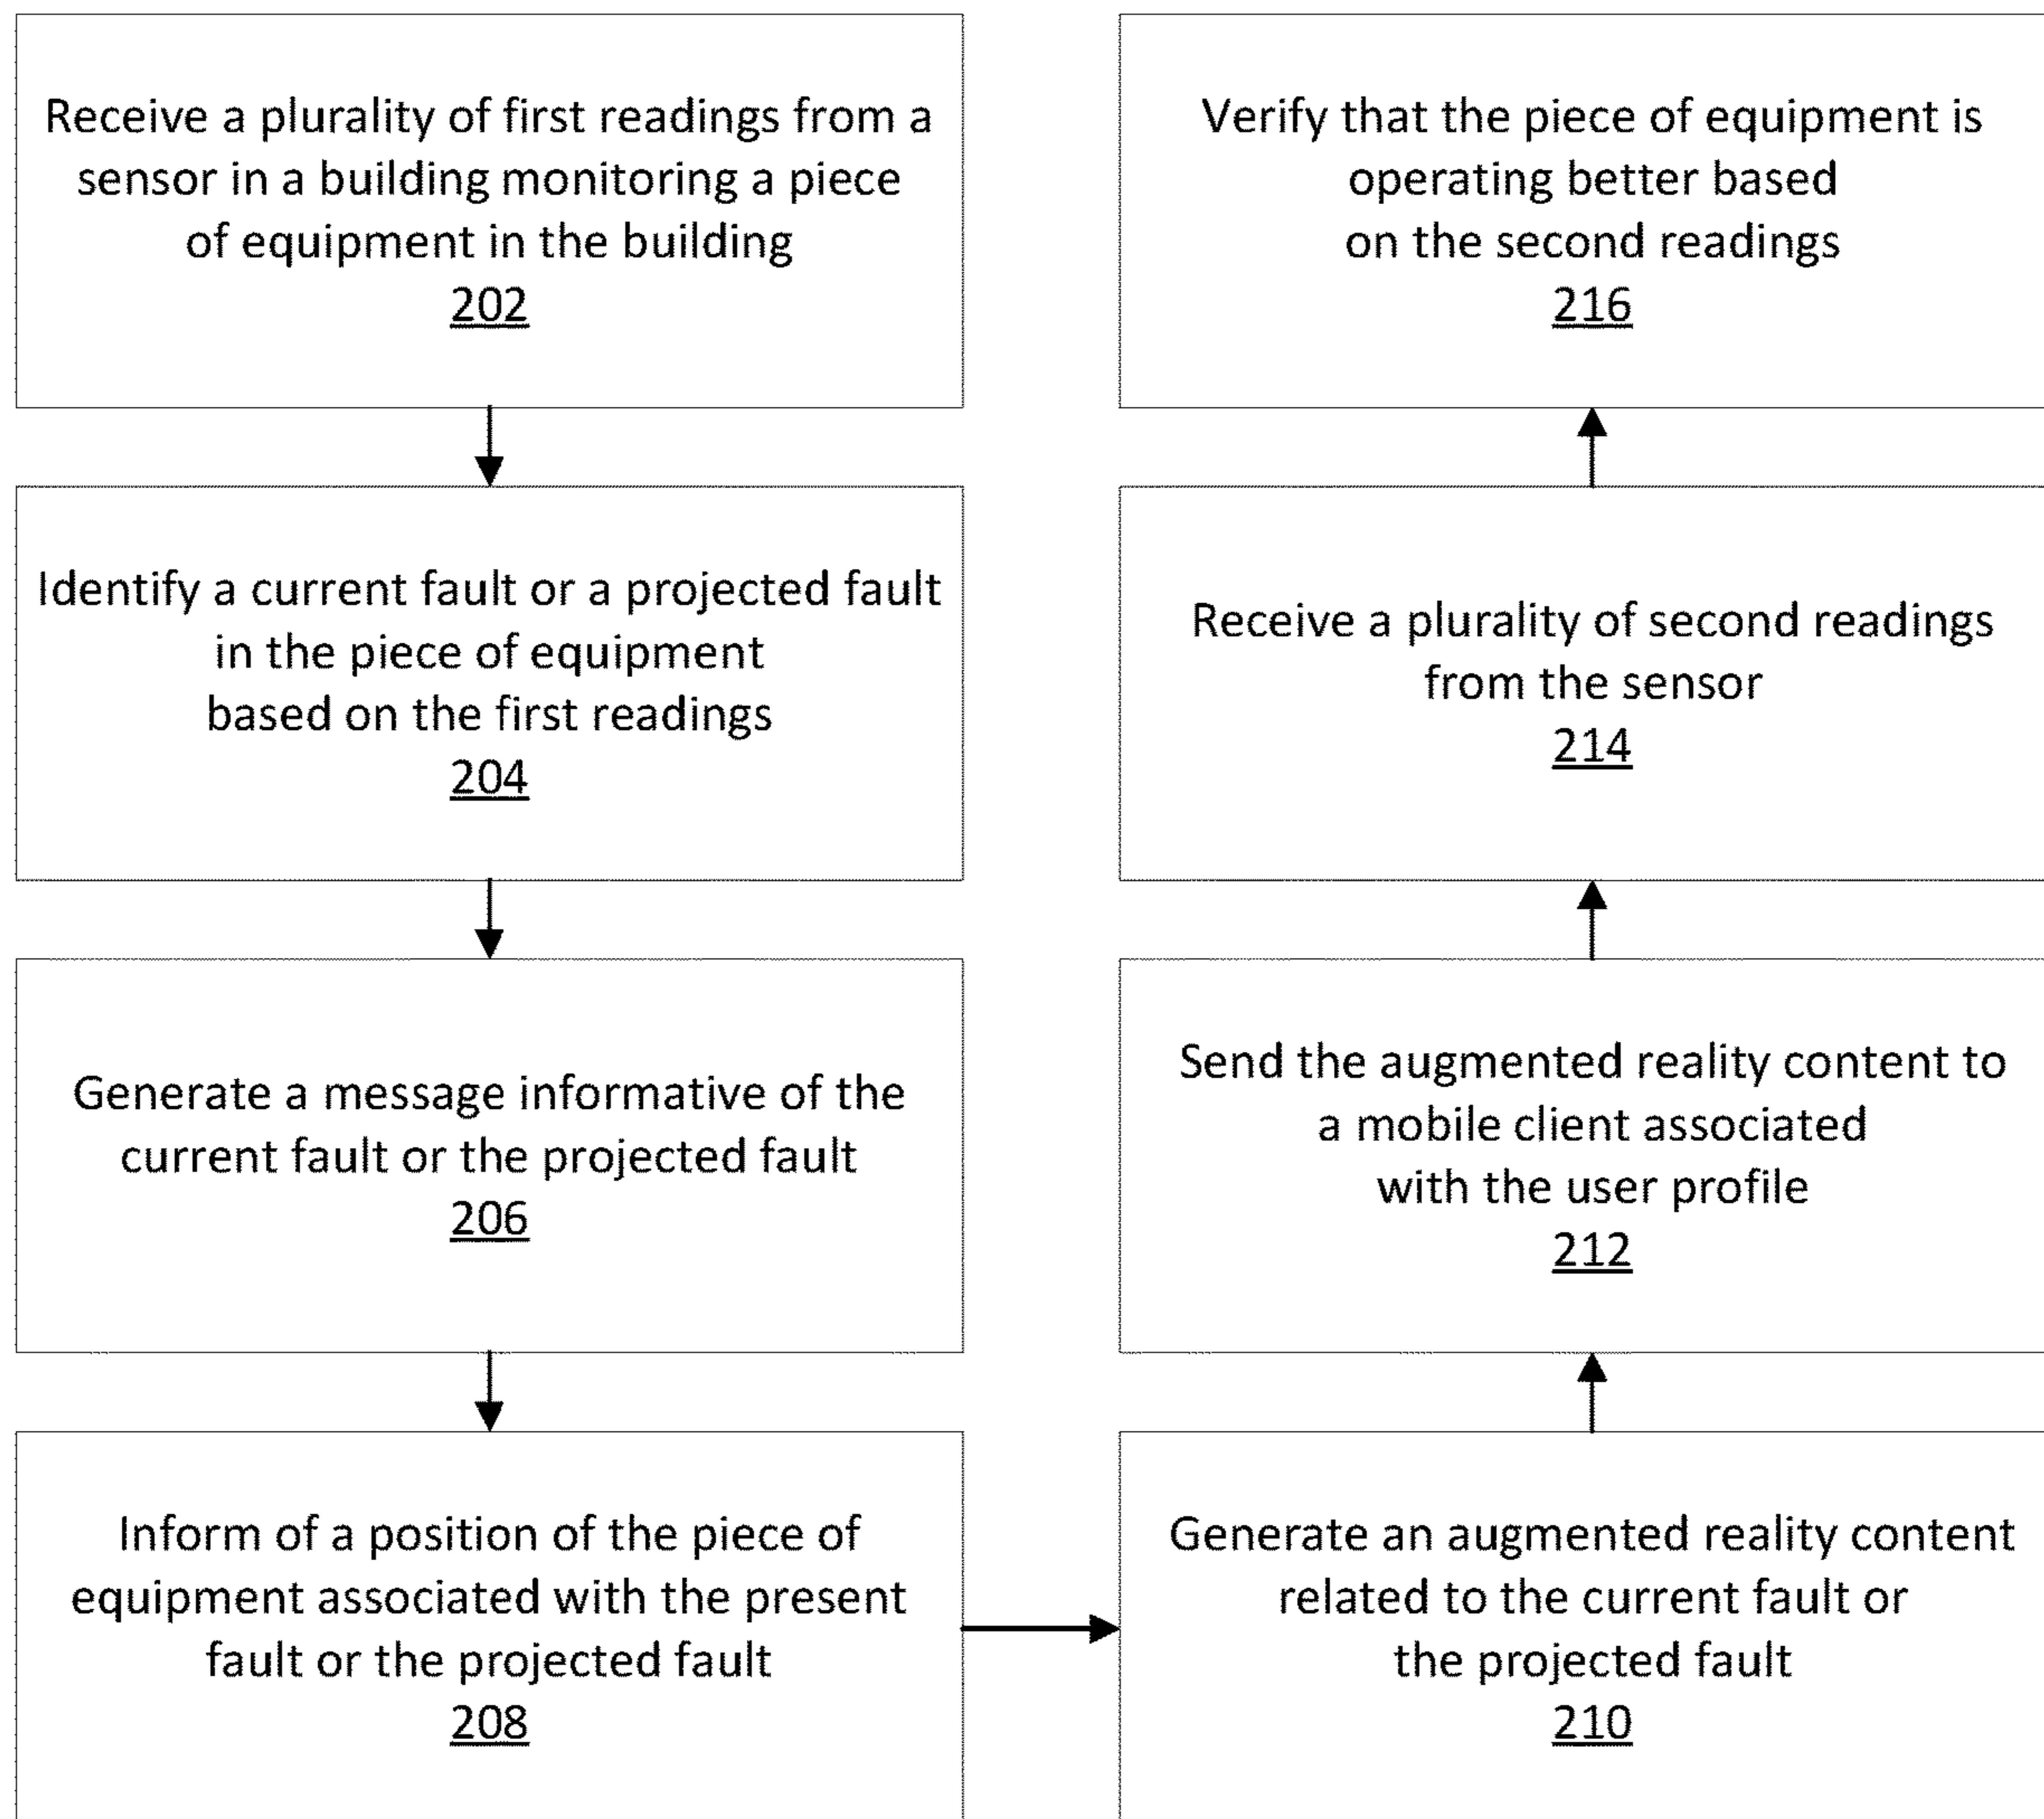 Receive a plurality of first readings from a
sensor in a building monitoring a piece
of equipment in the building
202
Identify a current fault or a projected fault
in the piece of equipment
based on the first readings
204
Generate a message informative of the
current fault or the projected fault
206
Inform of a position of the piece of
equipment associated with the present
fault or the projected fault
208
Generate an augmented reality content
related to the current fault or
the projected fault
210
Send the augmented reality content to
a mobile client associated
with the user profile
212
Receive a plurality of second readings
from the sensor
214
Verify that the piece of equipment is
operating better based
on the second readings
216